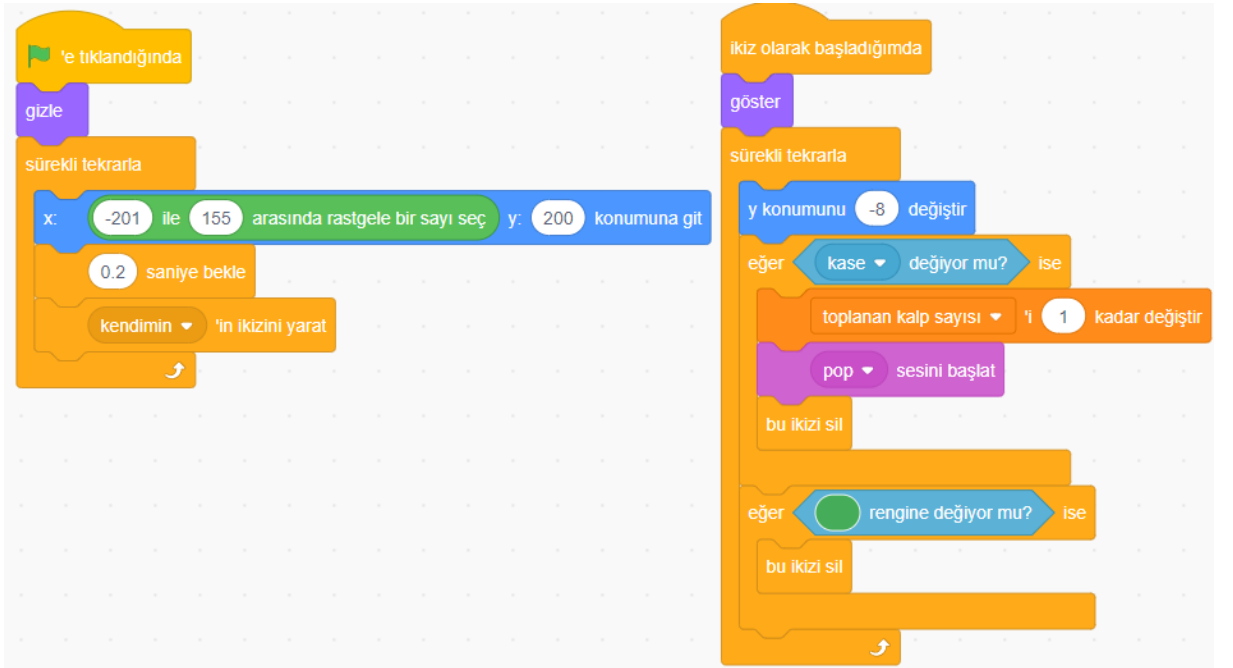 'e tıklandığında
gizle
sürekli tekrarla
x: -201 ile 155 arasında rastgele bir sayı seç y: 200 konumuna git
0.2 saniye bekle
kendimin 'in ikizini yarat
ikiz olarak başladığımda
göster
sürekli tekrarla
y konumunu -8 değiştir
eğer kase değiyor mu? ise
toplanan kalp sayısı 'i 1 kadar değiştir
pop sesini başlat
bu ikizi sil
eğer rengine değiyor mu? ise
bu ikizi sil